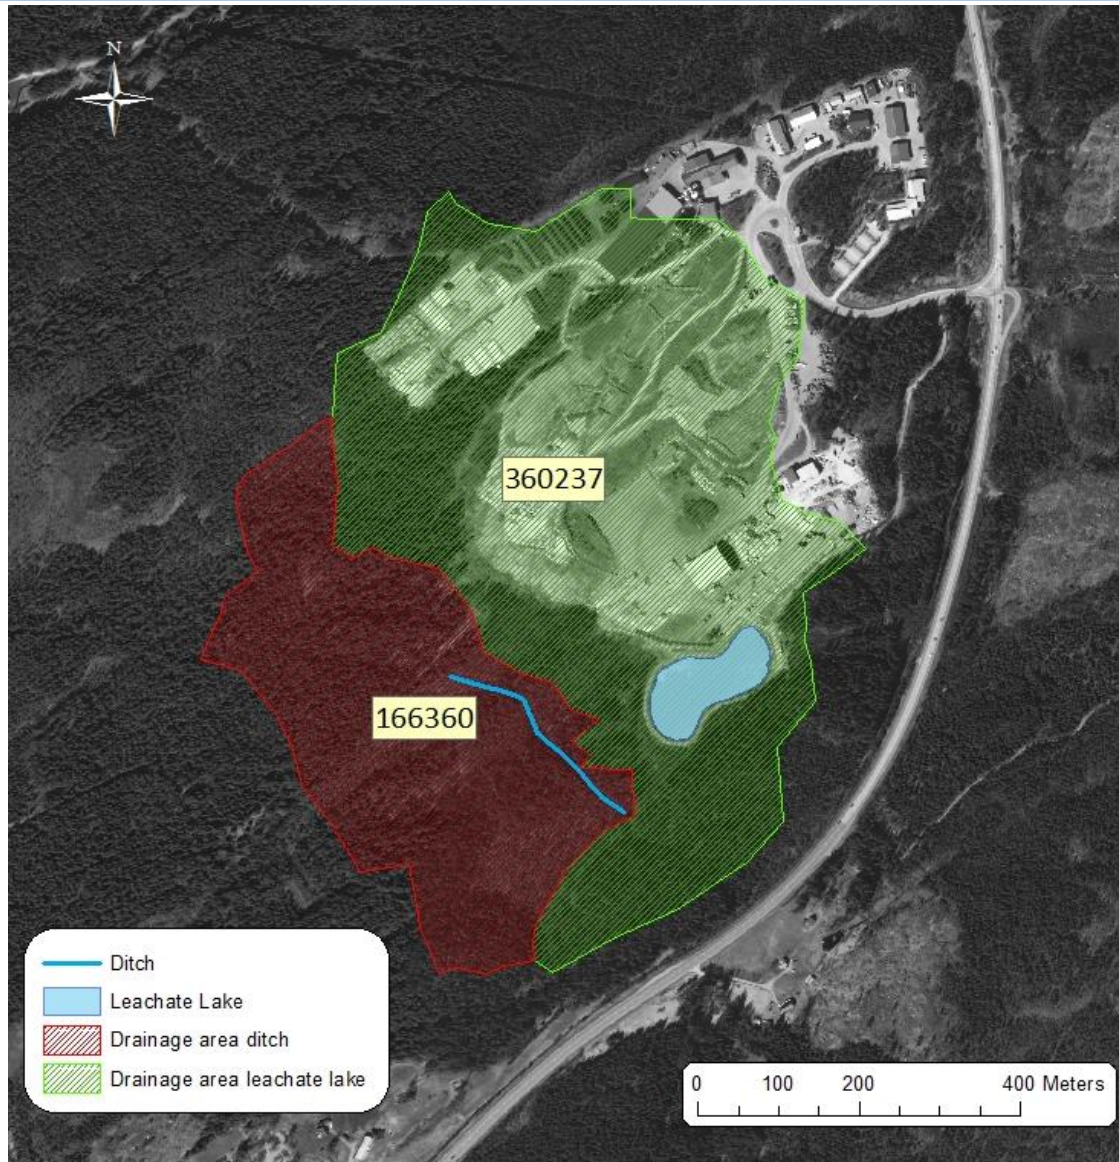 N
360237
166360
Ditch
Leachate Lake
Drainage area ditch
Drainage area leachate lake
0 100 200 400 Meters